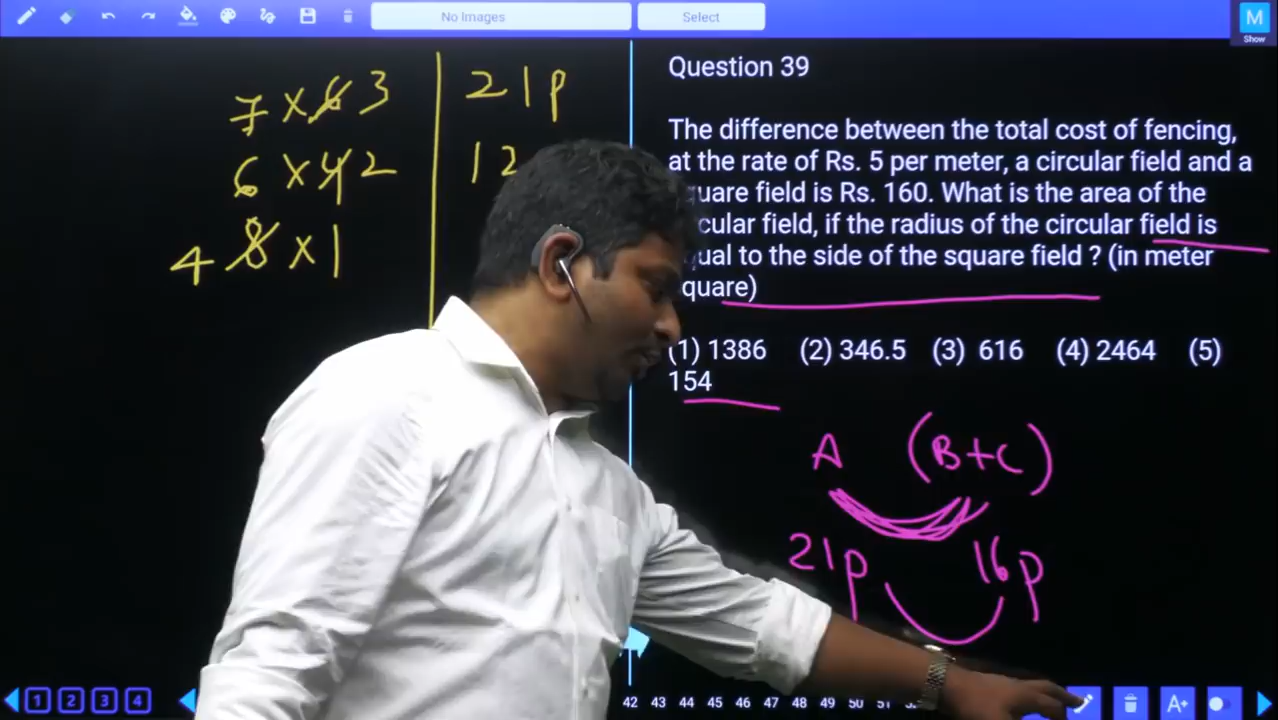 No Images
Select
M
Show
7 × 6 3
21p
6 × 4 2
12
4 8 × 1
Question 39
The difference between the total cost of fencing,
at the rate of Rs. 5 per meter, a circular field and a
quare field is Rs. 160. What is the area of the
cular field, if the radius of the circular field is
qual to the side of the square field ? (in meter
quare)
(1) 1386 (2) 346.5 (3) 616 (4) 2464 (5)
154
A (B+C)
21p 16p
1 2 3 4
42 43 44 45 46 47 48 49 50 51
A+